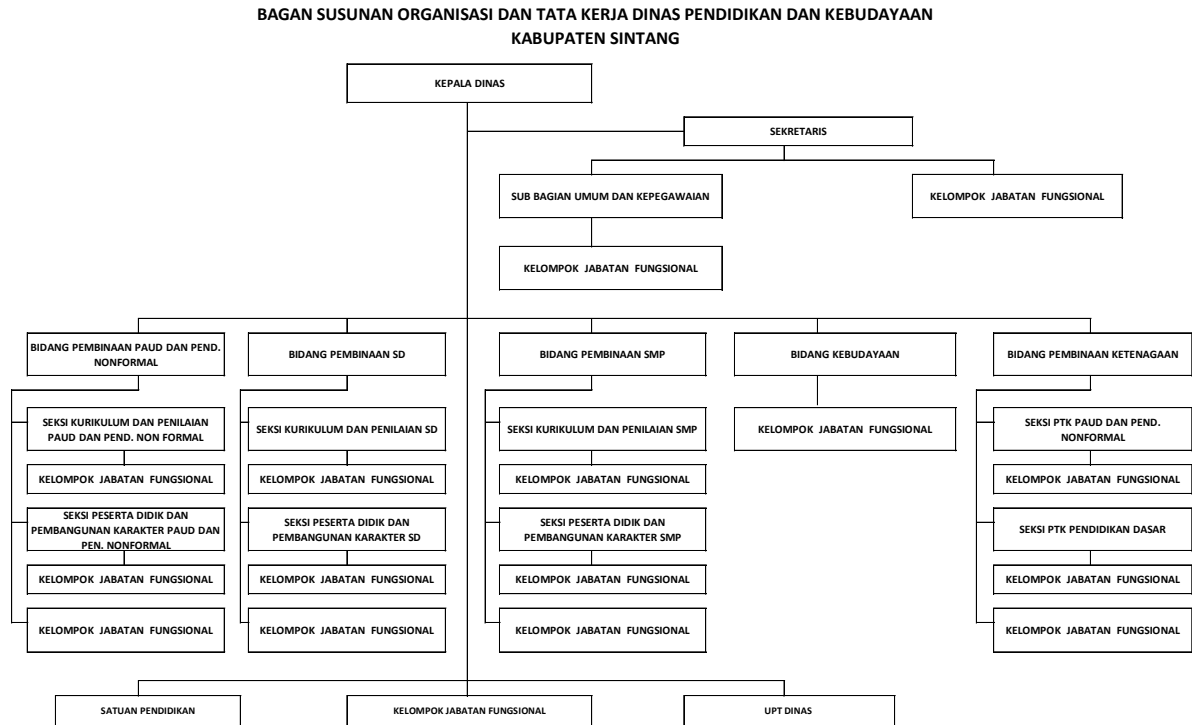 BAGAN SUSUNAN ORGANISASI DAN TATA KERJA DINAS PENDIDIKAN DAN KEBUDAYAAN
KABUPATEN SINTANG
KEPALA DINAS
SEKRETARIS
SUB BAGIAN UMUM DAN KEPEGAWAIAN
KELOMPOK JABATAN FUNGSIONAL
KELOMPOK JABATAN FUNGSIONAL
BIDANG PEMBINAAN PAUD DAN PEND.
NONFORMAL
BIDANG PEMBINAAN SD
BIDANG PEMBINAAN SMP
BIDANG KEBUDAYAAN
BIDANG PEMBINAAN KETENAGAAN
SEKSI KURIKULUM DAN PENILAIAN
PAUD DAN PEND. NON FORMAL
SEKSI KURIKULUM DAN PENILAIAN SD
SEKSI KURIKULUM DAN PENILAIAN SMP
KELOMPOK JABATAN FUNGSIONAL
SEKSI PTK PAUD DAN PEND.
NONFORMAL
KELOMPOK JABATAN FUNGSIONAL
KELOMPOK JABATAN FUNGSIONAL
KELOMPOK JABATAN FUNGSIONAL
KELOMPOK JABATAN FUNGSIONAL
SEKSI PESERTA DIDIK DAN
PEMBANGUNAN KARAKTER PAUD DAN
PEN. NONFORMAL
SEKSI PESERTA DIDIK DAN
PEMBANGUNAN KARAKTER SD
SEKSI PESERTA DIDIK DAN
PEMBANGUNAN KARAKTER SMP
SEKSI PTK PENDIDIKAN DASAR
KELOMPOK JABATAN FUNGSIONAL
KELOMPOK JABATAN FUNGSIONAL
KELOMPOK JABATAN FUNGSIONAL
KELOMPOK JABATAN FUNGSIONAL
KELOMPOK JABATAN FUNGSIONAL
KELOMPOK JABATAN FUNGSIONAL
KELOMPOK JABATAN FUNGSIONAL
KELOMPOK JABATAN FUNGSIONAL
SATUAN PENDIDIKAN
KELOMPOK JABATAN FUNGSIONAL
UPT DINAS